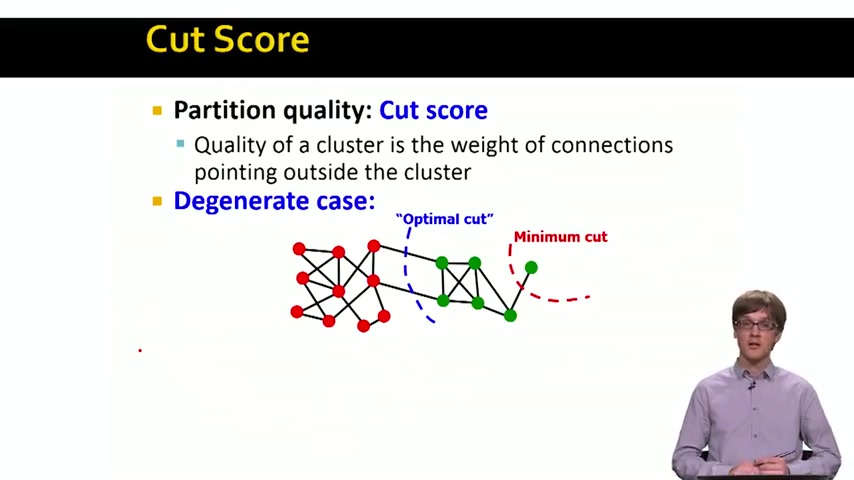 Cut Score
Partition quality: Cut score
Quality of a cluster is the weight of connections
pointing outside the cluster
Degenerate case:
“Optimal cut”
Minimum cut